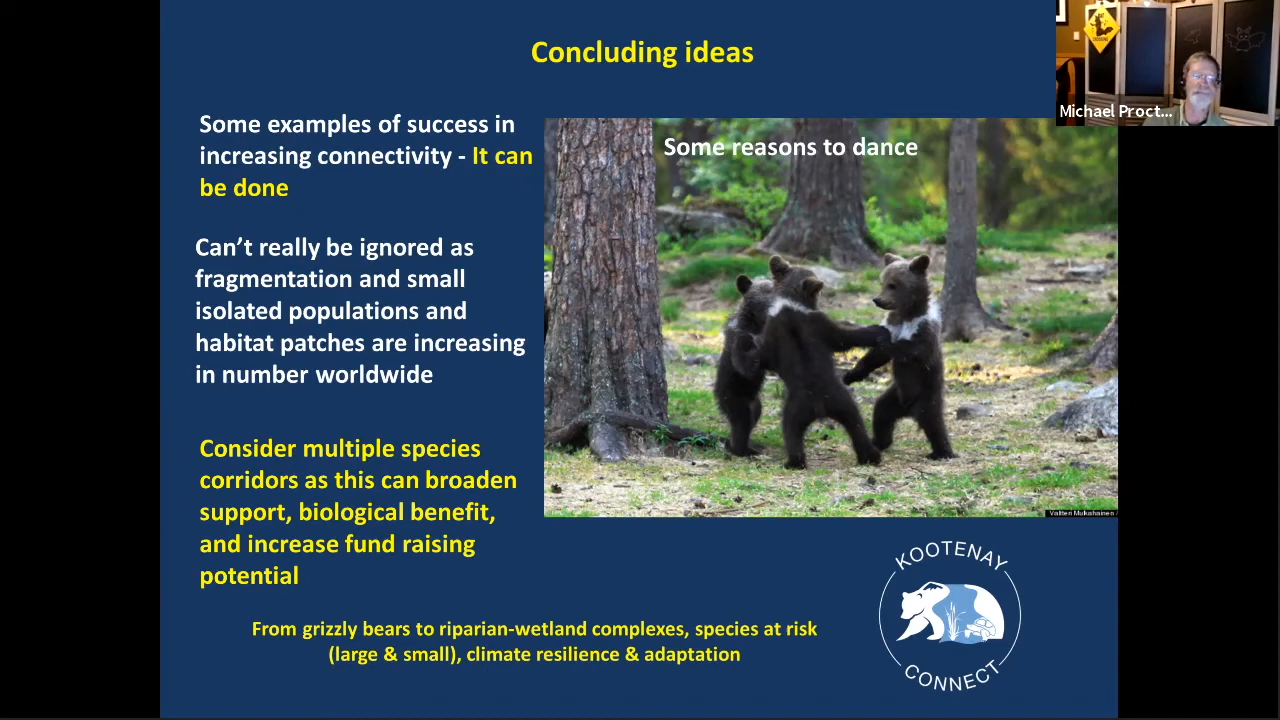 Concluding ideas
Michael Proct...
Some examples of success in
increasing connectivity - It can
be done
Some reasons to dance
Can't really be ignored as
fragmentation and small
isolated populations and
habitat patches are increasing
in number worldwide
Consider multiple species
corridors as this can broaden
support, biological benefit,
and increase fund raising
potential
Valtteri Mulkahainen /
From grizzly bears to riparian-wetland complexes, species at risk
(large & small), climate resilience & adaptation
KOOTENAY
CONNECT